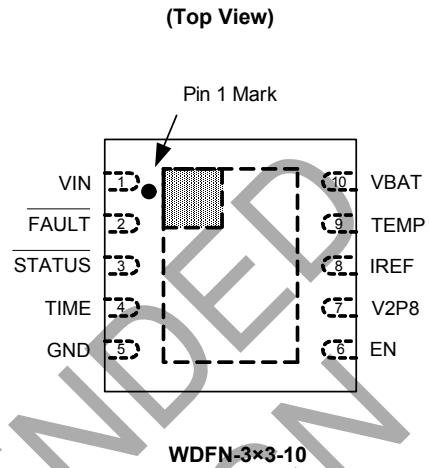 (Top View)
Pin 1 Mark
VIN 1 10 VBAT
FAULT 2 9 TEMP
STATUS 3 8 IREF
TIME 4 7 V2P8
GND 5 6 EN
WDFN-3×3-10